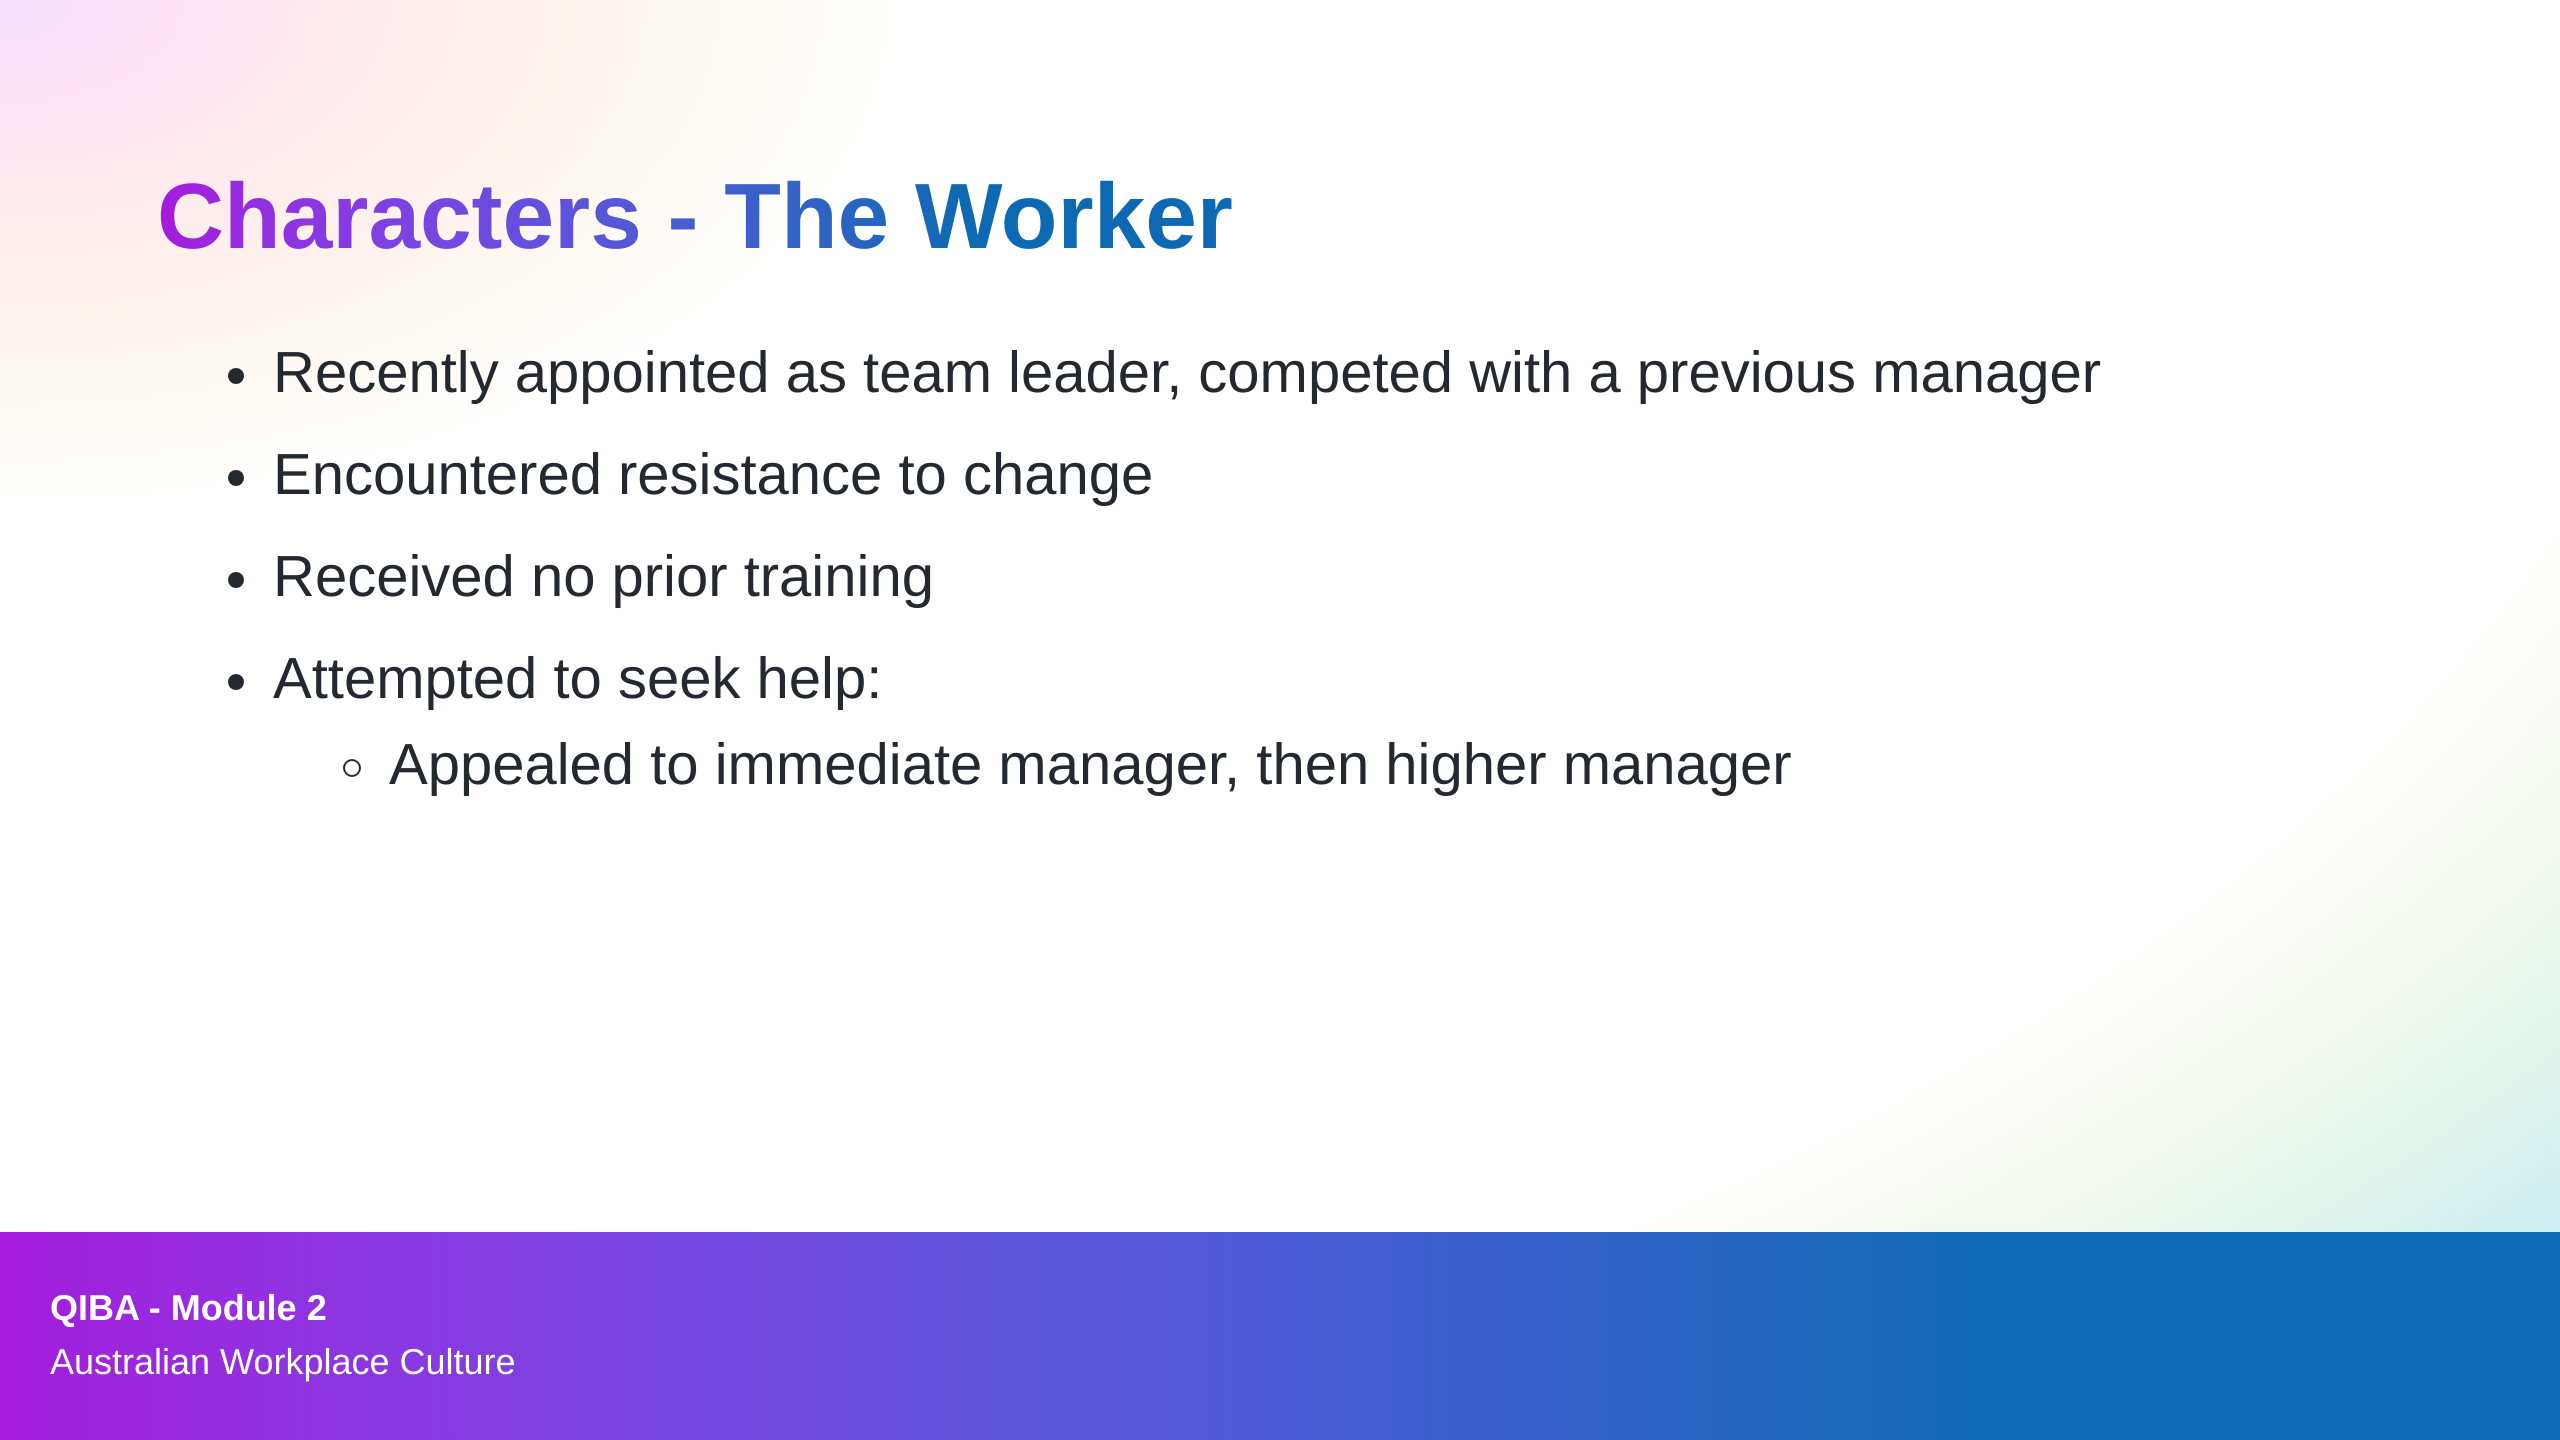 Characters - The Worker
• Recently appointed as team leader, competed with a previous manager
• Encountered resistance to change
• Received no prior training
• Attempted to seek help:
◦ Appealed to immediate manager, then higher manager
QIBA - Module 2
Australian Workplace Culture